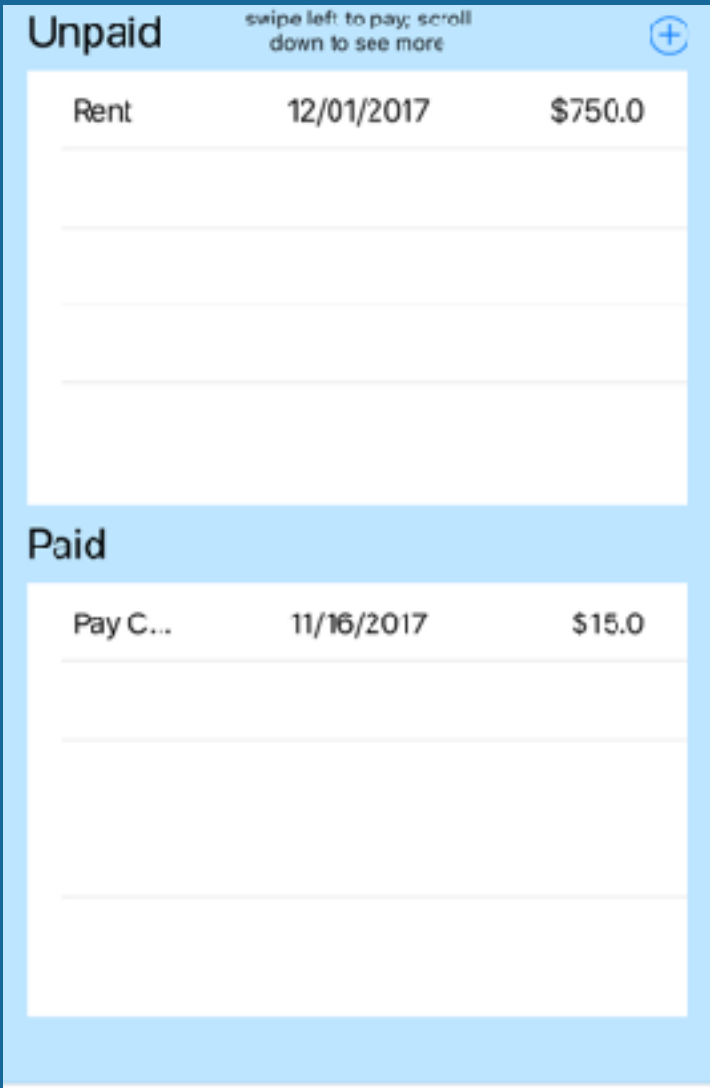 Unpaid
swipe left to pay; scroll
down to see more
Rent 12/01/2017 $750.0
Paid
Pay C... 11/16/2017 $15.0